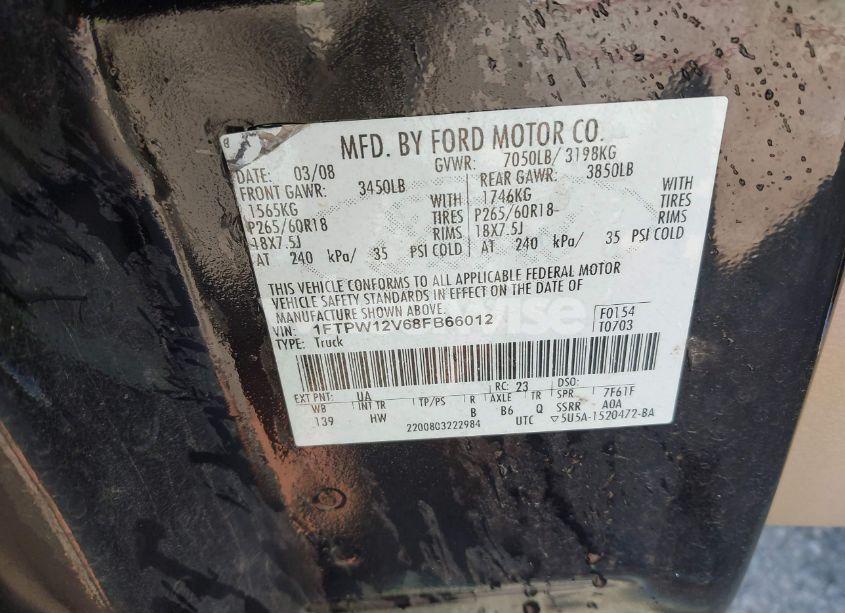 MFD. BY FORD MOTOR CO.
DATE: 03/08 GVWR: 7050LB/ 3198KG
FRONT GAWR: 3450LB REAR GAWR: 3850LB
1565KG WITH 1746KG WITH
P265/60R18 TIRES P265/60R18 TIRES
18X7.5J RIMS 18X7.5J RIMS
AT 240 kPa/ 35 PSI COLD AT 240 kPa/ 35 PSI COLD
THIS VEHICLE CONFORMS TO ALL APPLICABLE FEDERAL MOTOR
VEHICLE SAFETY STANDARDS IN EFFECT ON THE DATE OF
MANUFACTURE SHOWN ABOVE.
VIN: 1FTPW12V68FB66012 F0154
TYPE: Truck T0703
EXT PNT: UA RC: 23 DSO:
WB INT TR TP/PS R AXLE TR SPR 7F61F
139 HW B B6 Q SSRR A0A
2200803222984 UTC ▽5U5A-1520472-BA